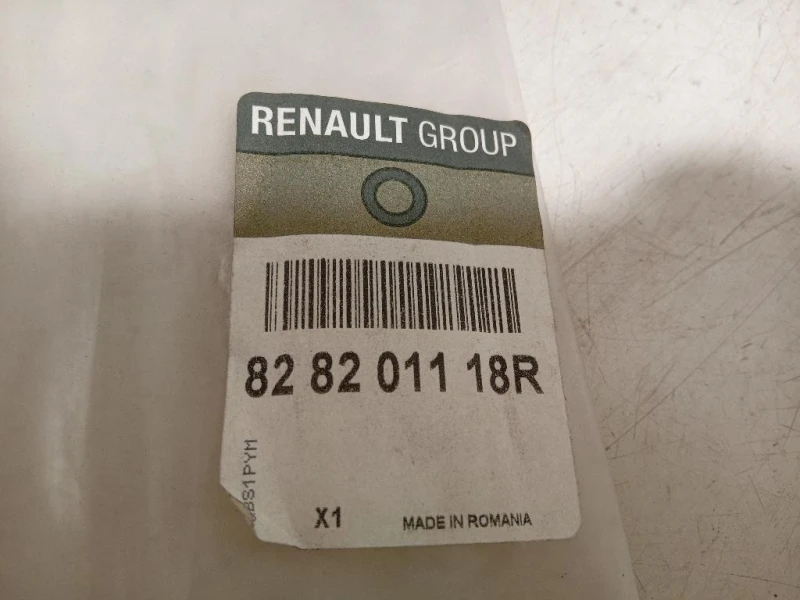 RENAULT GROUP
82 82 011 18R
X1
MADE IN ROMANIA